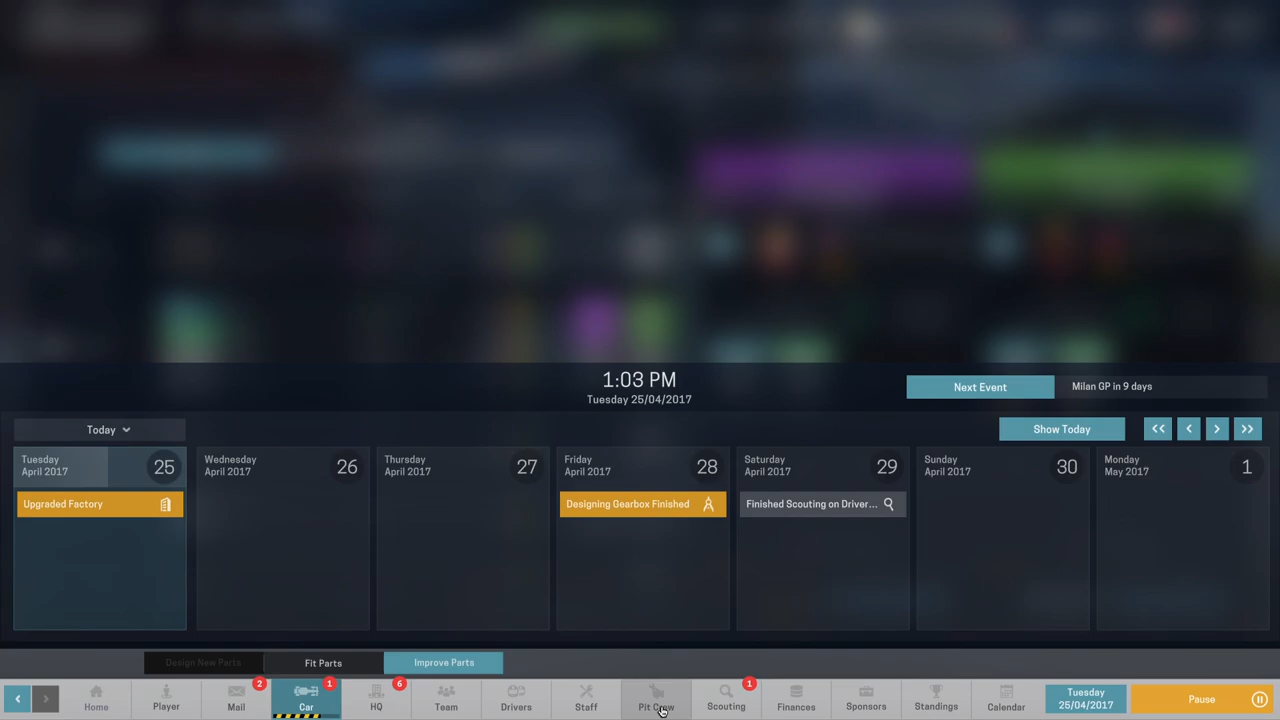 1:03 PM
Tuesday 25/04/2017
Next Event
Milan GP in 9 days
Today
Show Today
Tuesday
April 2017
25
Wednesday
April 2017
26
Thursday
April 2017
27
Friday
April 2017
28
Saturday
April 2017
29
Sunday
April 2017
30
Monday
May 2017
1
Upgraded Factory
Designing Gearbox Finished
Finished Scouting on Driver...
Design New Parts
Fit Parts
Improve Parts
2
1
6
1
Home
Player
Mail
Car
HQ
Team
Drivers
Staff
Pit Crew
Scouting
Finances
Sponsors
Standings
Calendar
Tuesday
25/04/2017
Pause